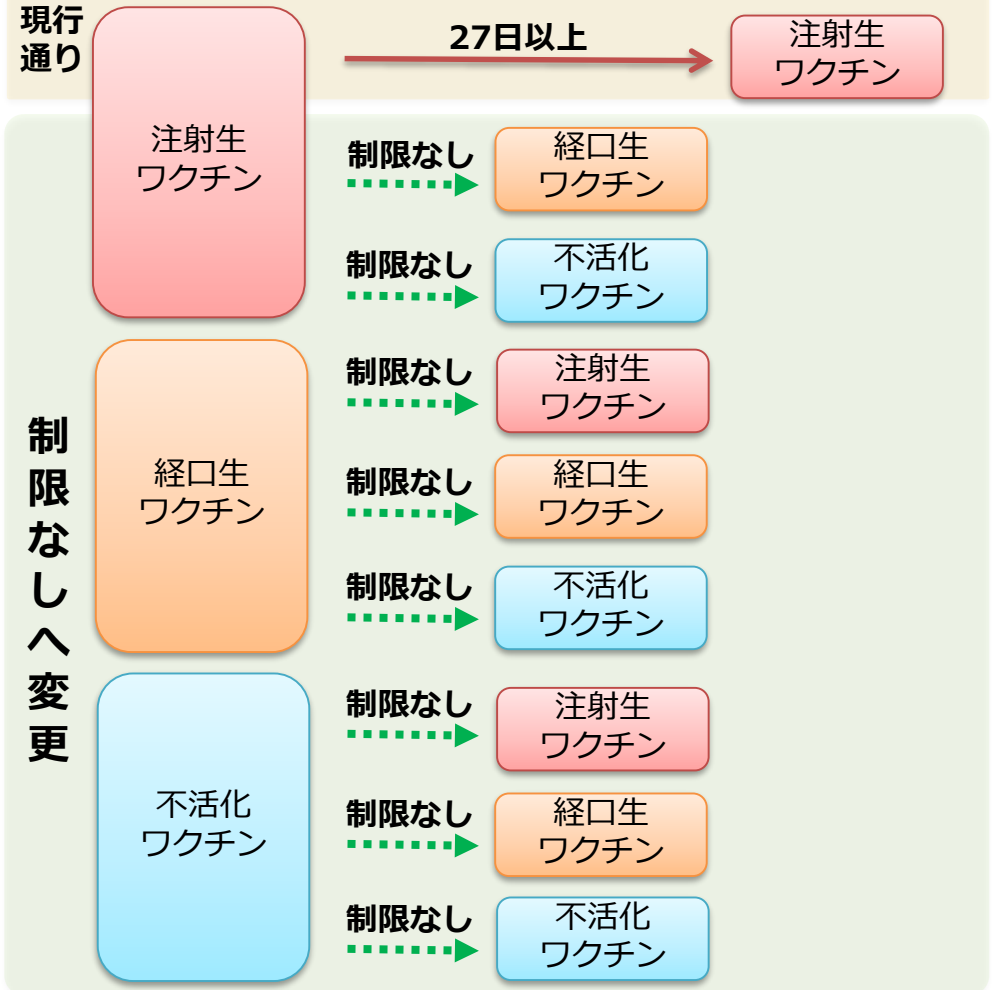 現行
通り
注射生
ワクチン
27日以上
注射生
ワクチン
制限なしへ変更
制限なし
経口生
ワクチン
制限なし
不活化
ワクチン
経口生
ワクチン
制限なし
注射生
ワクチン
制限なし
経口生
ワクチン
制限なし
不活化
ワクチン
不活化
ワクチン
制限なし
注射生
ワクチン
制限なし
経口生
ワクチン
制限なし
不活化
ワクチン